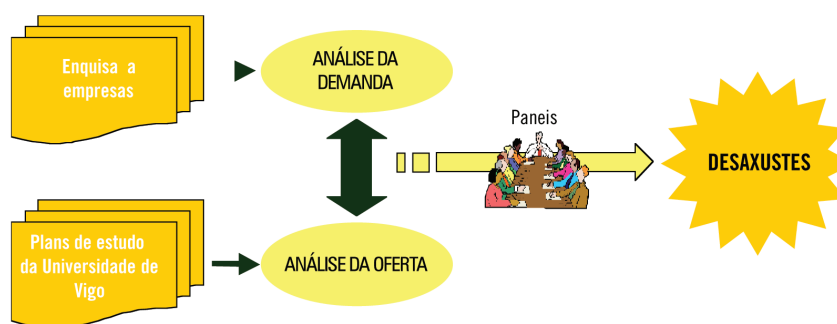 Enquisa a
empresas
ANÁLISE DA
DEMANDA
Paneis
DESAXUSTES
Plans de estudo
da Universidade de
Vigo
ANÁLISE DA OFERTA